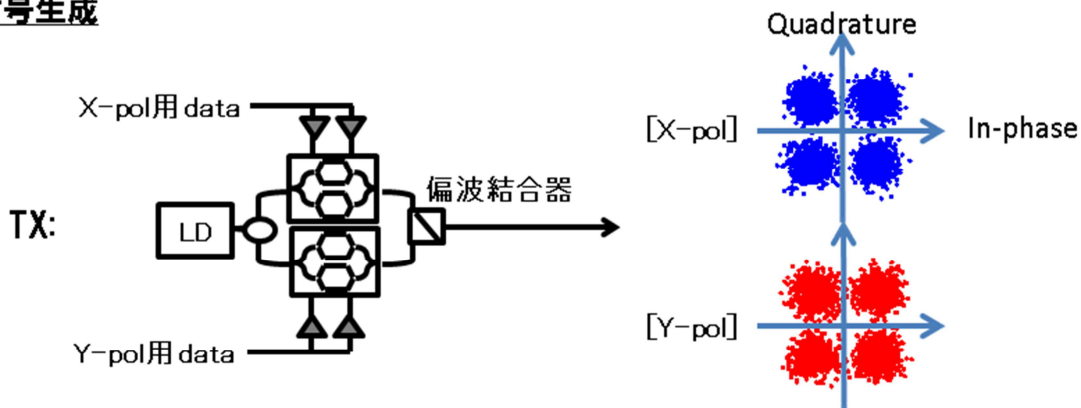 号生成
Quadrature
X-pol用data
[X-pol]
In-phase
偏波結合器
TX:
LD
[Y-pol]
Y-pol用data